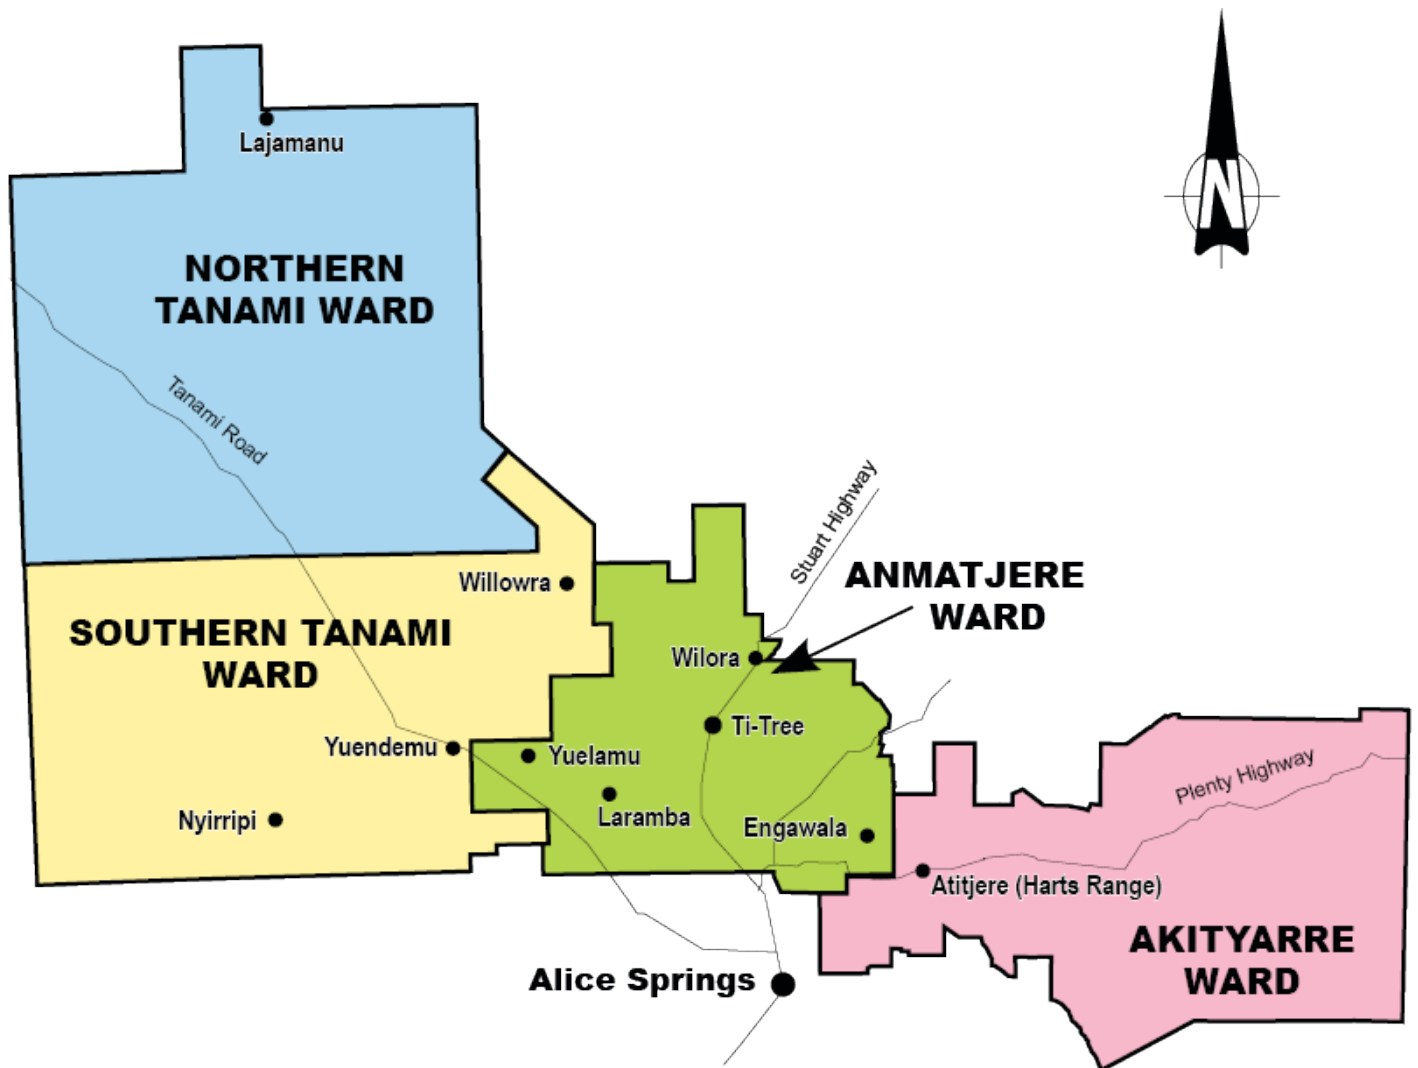 N
Lajamanu
NORTHERN
TANAMI WARD
Tanami Road
Stuart Highway
ANMATJERE
WARD
Willowra
SOUTHERN TANAMI
WARD
Wilora
Ti-Tree
Yuendemu
Yuelamu
Plenty Highway
Laramba
Nyirripi
Engawala
Atitjere (Harts Range)
AKITYARRE
WARD
Alice Springs